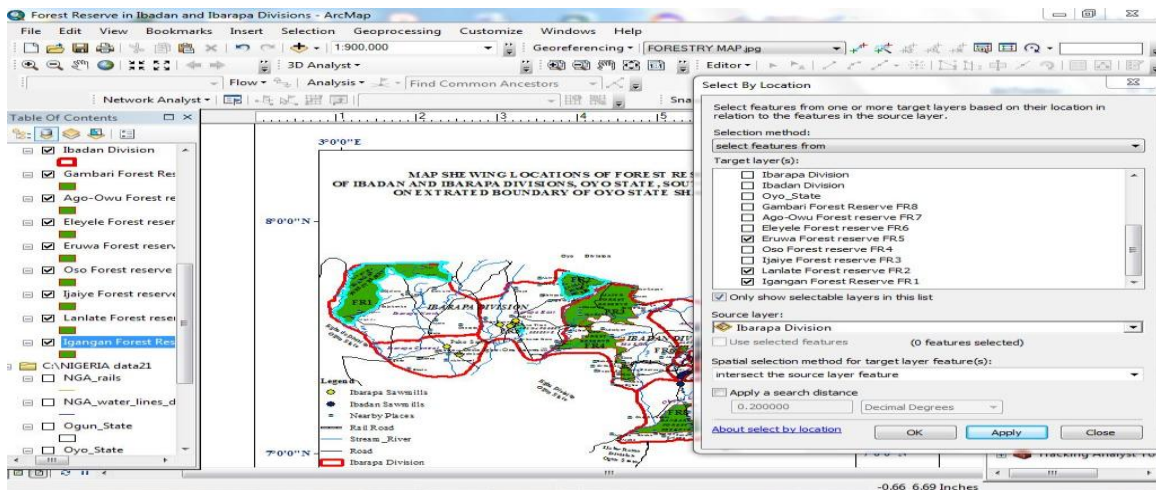 Forest Reserve in Ibadan and Ibarapa Divisions - ArcMap
File Edit View Bookmarks Insert Selection Geoprocessing Customize Windows Help
1:900,000
Georeferencing FORESTRY MAP.jpg
3D Analyst
Editor
Flow Analysis Find Common Ancestors
Network Analyst
Sna
Table Of Contents
Ibadan Division
Gambari Forest Res
Ago-Owu Forest re
Eleyele Forest reser
Eruwa Forest reserv
Oso Forest reserve
Ijaiye Forest reserve
Lanlate Forest reser
Igangan Forest Res
C:\NIGERIA data21
NGA_rails
NGA_water_lines_d
Ogun_State
Oyo_State
1 2 3 4 5
3°0'0"E
MAP SHE WING LOCATIONS OF FOREST RES
OF IBADAN AND IBARAPA DIVISIONS, OYO STATE, SOU
ON EXTRATED BOUNDARY OF OYO STATE SH
8°0'0"N
Oyo Division
FR1
IBARAPA DIVISION
FR4
IBADAN DIV
Legend
Ibarapa Sawmills
Ibadan Sawmills
Nearby Places
Rail Road
Stream_River
Road
Ibarapa Division
7°0'0"N
Select By Location
Select features from one or more target layers based on their location in
relation to the features in the source layer.
Selection method:
select features from
Target layer(s):
Ibarapa Division
Ibadan Division
Oyo_State
Gambari Forest Reserve FR8
Ago-Owu Forest reserve FR7
Eleyele Forest reserve FR6
Eruwa Forest reserve FR5
Oso Forest reserve FR4
Ijaiye Forest reserve FR3
Lanlate Forest reserve FR2
Igangan Forest Reserve FR1
Only show selectable layers in this list
Source layer:
Ibarapa Division
Use selected features (0 features selected)
Spatial selection method for target layer feature(s):
intersect the source layer feature
Apply a search distance
0.200000 Decimal Degrees
About select by location OK Apply Close
Tracking Analyst To
-0.66 6.69 Inches